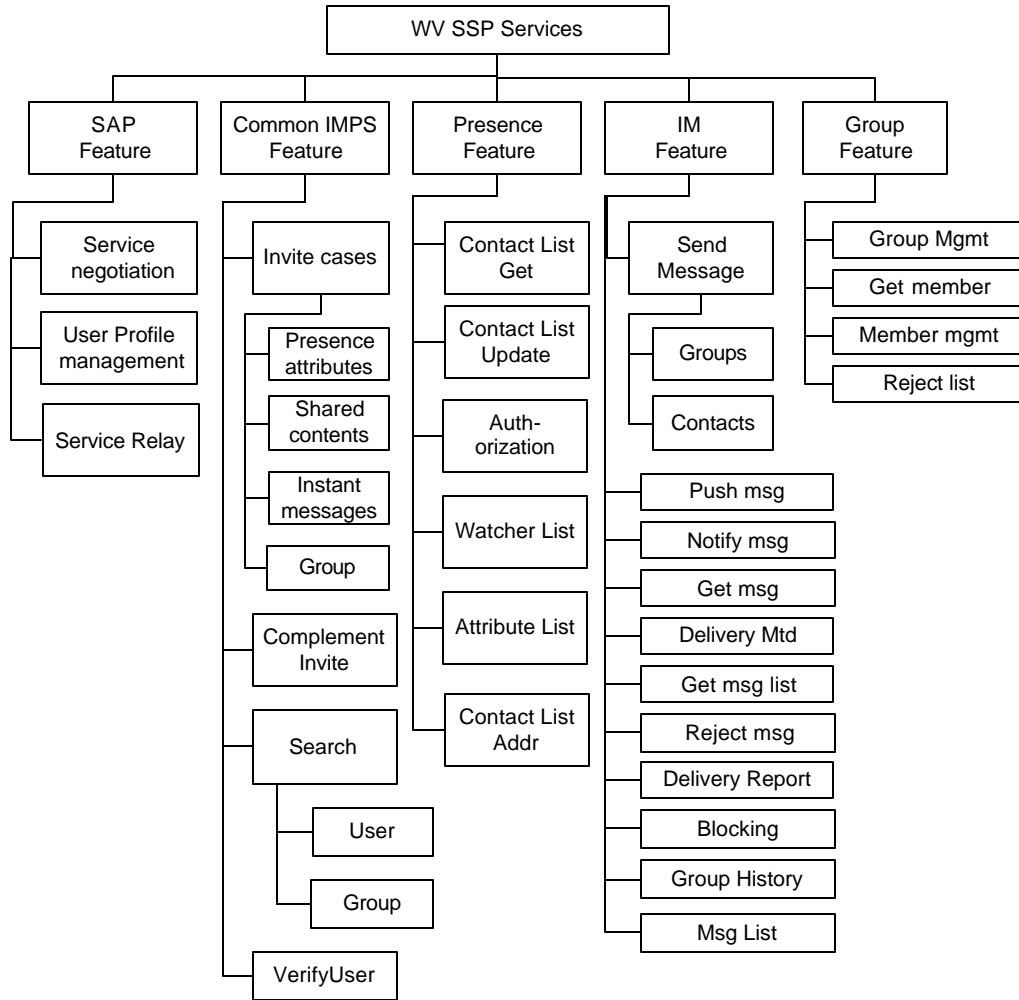 WV SSP Services
SAP
Feature
Common IMPS
Feature
Presence
Feature
IM
Feature
Group
Feature
Service
negotiation
User Profile
management
Service Relay
Invite cases
Presence
attributes
Shared
contents
Instant
messages
Group
Complement
Invite
Search
User
Group
VerifyUser
Contact List
Get
Contact List
Update
Auth-
orization
Watcher List
Attribute List
Contact List
Addr
Send
Message
Groups
Contacts
Push msg
Notify msg
Get msg
Delivery Mtd
Get msg list
Reject msg
Delivery Report
Blocking
Group History
Msg List
Group Mgmt
Get member
Member mgmt
Reject list